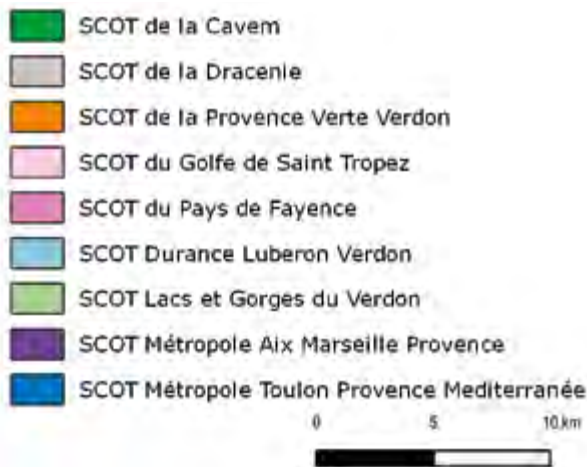 SCOT de la Cavem
SCOT de la Dracenie
SCOT de la Provence Verte Verdon
SCOT du Golfe de Saint Tropez
SCOT du Pays de Fayence
SCOT Durance Luberon Verdon
SCOT Lacs et Gorges du Verdon
SCOT Métropole Aix Marseille Provence
SCOT Métropole Toulon Provence Mediterranée
0 5 10 km